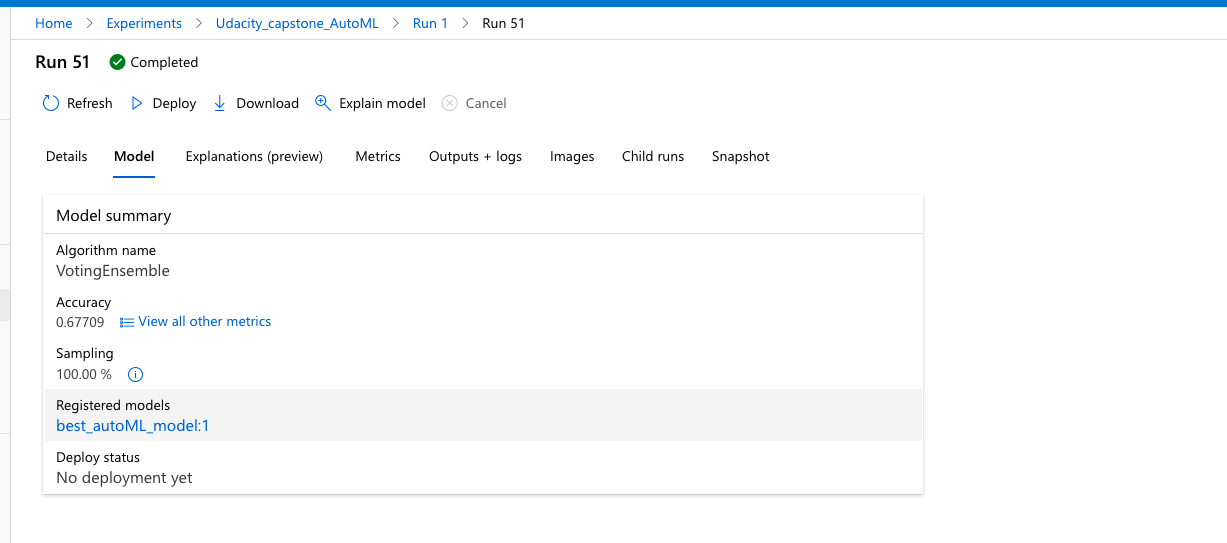 Home > Experiments > Udacity_capstone_AutoML > Run 1 > Run 51
Run 51 Completed
Refresh Deploy Download Explain model Cancel
Details Model Explanations (preview) Metrics Outputs + logs Images Child runs Snapshot
Model summary
Algorithm name
VotingEnsemble
Accuracy
0.67709 View all other metrics
Sampling
100.00 %
Registered models
best_autoML_model:1
Deploy status
No deployment yet